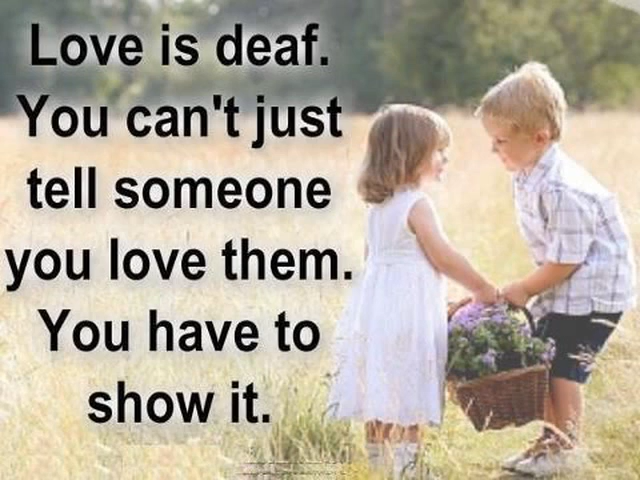 Love is deaf.
You can't just
tell someone
you love them.
You have to
show it.